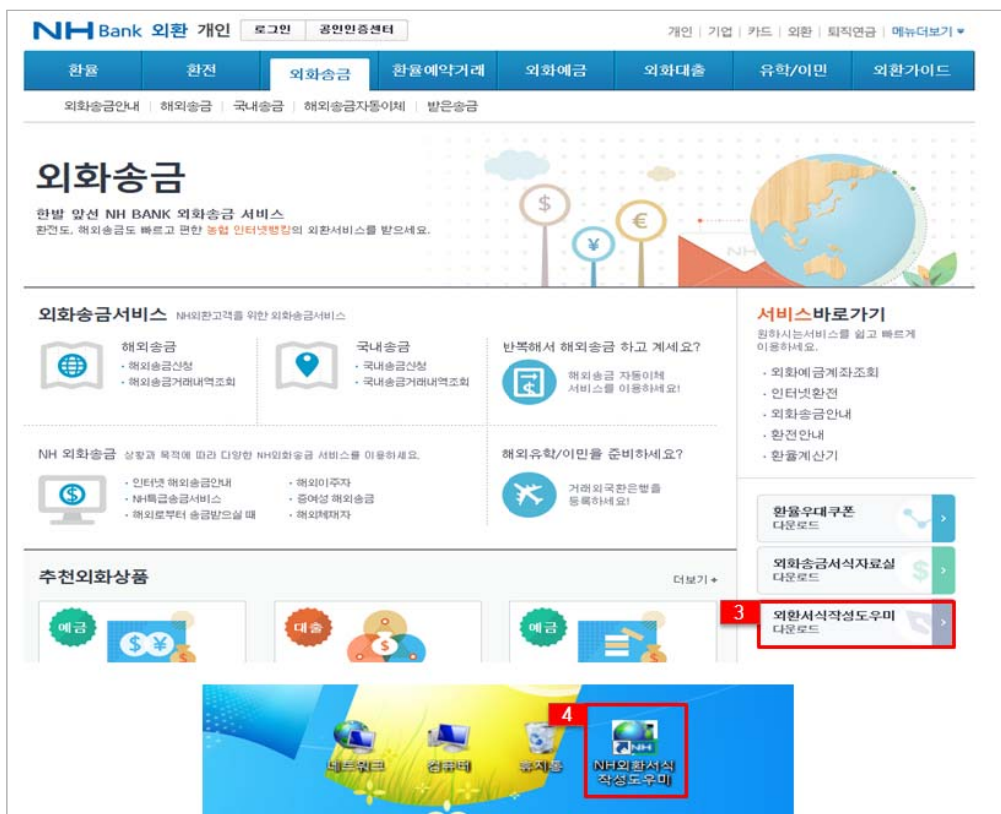 NH Bank 외환 개인 로그인 공인인증센터
개인 | 기업 | 카드 | 외환 | 퇴직연금 | 메뉴더보기
환율 환전 외화송금 환율예약거래 외화예금 외화대출 유학/이민 외환가이드
외화송금안내 | 해외송금 | 국내송금 | 해외송금자동이체 | 받은송금
외화송금
한발 앞선 NH BANK 외화송금 서비스
환전도, 해외송금도 빠르고 편한 농협 인터넷뱅킹의 외환서비스를 받으세요.
$
¥
€
NH
외화송금서비스 NH외환고객을 위한 외화송금서비스
해외송금
· 해외송금신청
· 해외송금거래내역조회
국내송금
· 국내송금신청
· 국내송금거래내역조회
반복해서 해외송금 하고 계세요?
해외송금 자동이체
서비스를 이용하세요!
NH 외화송금 상황과 목적에 따라 다양한 NH외화송금 서비스를 이용하세요.
· 인터넷 해외송금안내
· NH특급송금서비스
· 해외로부터 송금받으실 때
· 해외이주자
· 증여성 해외송금
· 해외체재자
해외유학/이민을 준비하세요?
거래외국환은행을
등록하세요!
서비스바로가기
원하시는서비스를 쉽고 빠르게
이용하세요.
· 외화예금계좌조회
· 인터넷환전
· 외화송금안내
· 환전안내
· 환율계산기
환율우대쿠폰
다운로드
외화송금서식자료실
다운로드
3
외환서식작성도우미
다운로드
추천외화상품
더보기 +
예금
대출
예금
4
네트워크
컴퓨터
휴지통
NH외환서식
작성도우미